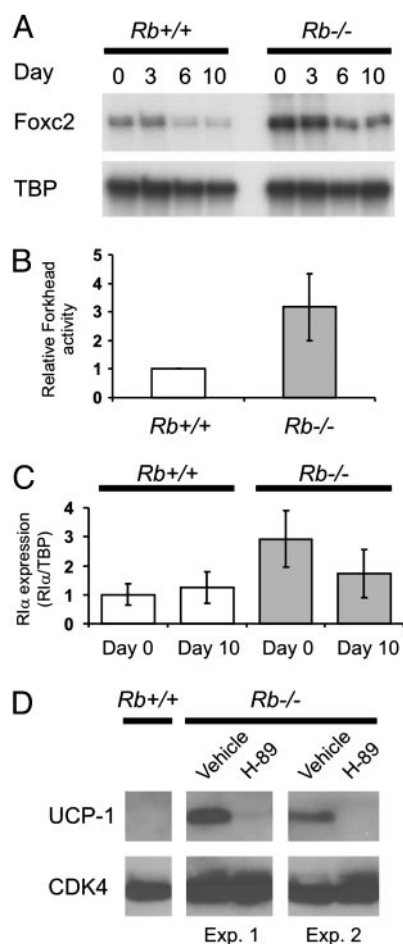 A
Rb+/+ Rb-/-
Day 0 3 6 10 0 3 6 10
Foxc2
TBP
B
Relative Forkhead
activity
5
4
3
2
1
0
Rb+/+ Rb-/-
C
Rb+/+ Rb-/-
RIα expression
(RIα/TBP)
4
3
2
1
0
Day 0 Day 10 Day 0 Day 10
D
Rb+/+ Rb-/-
Vehicle H-89 Vehicle H-89
UCP-1
CDK4
Exp. 1 Exp. 2